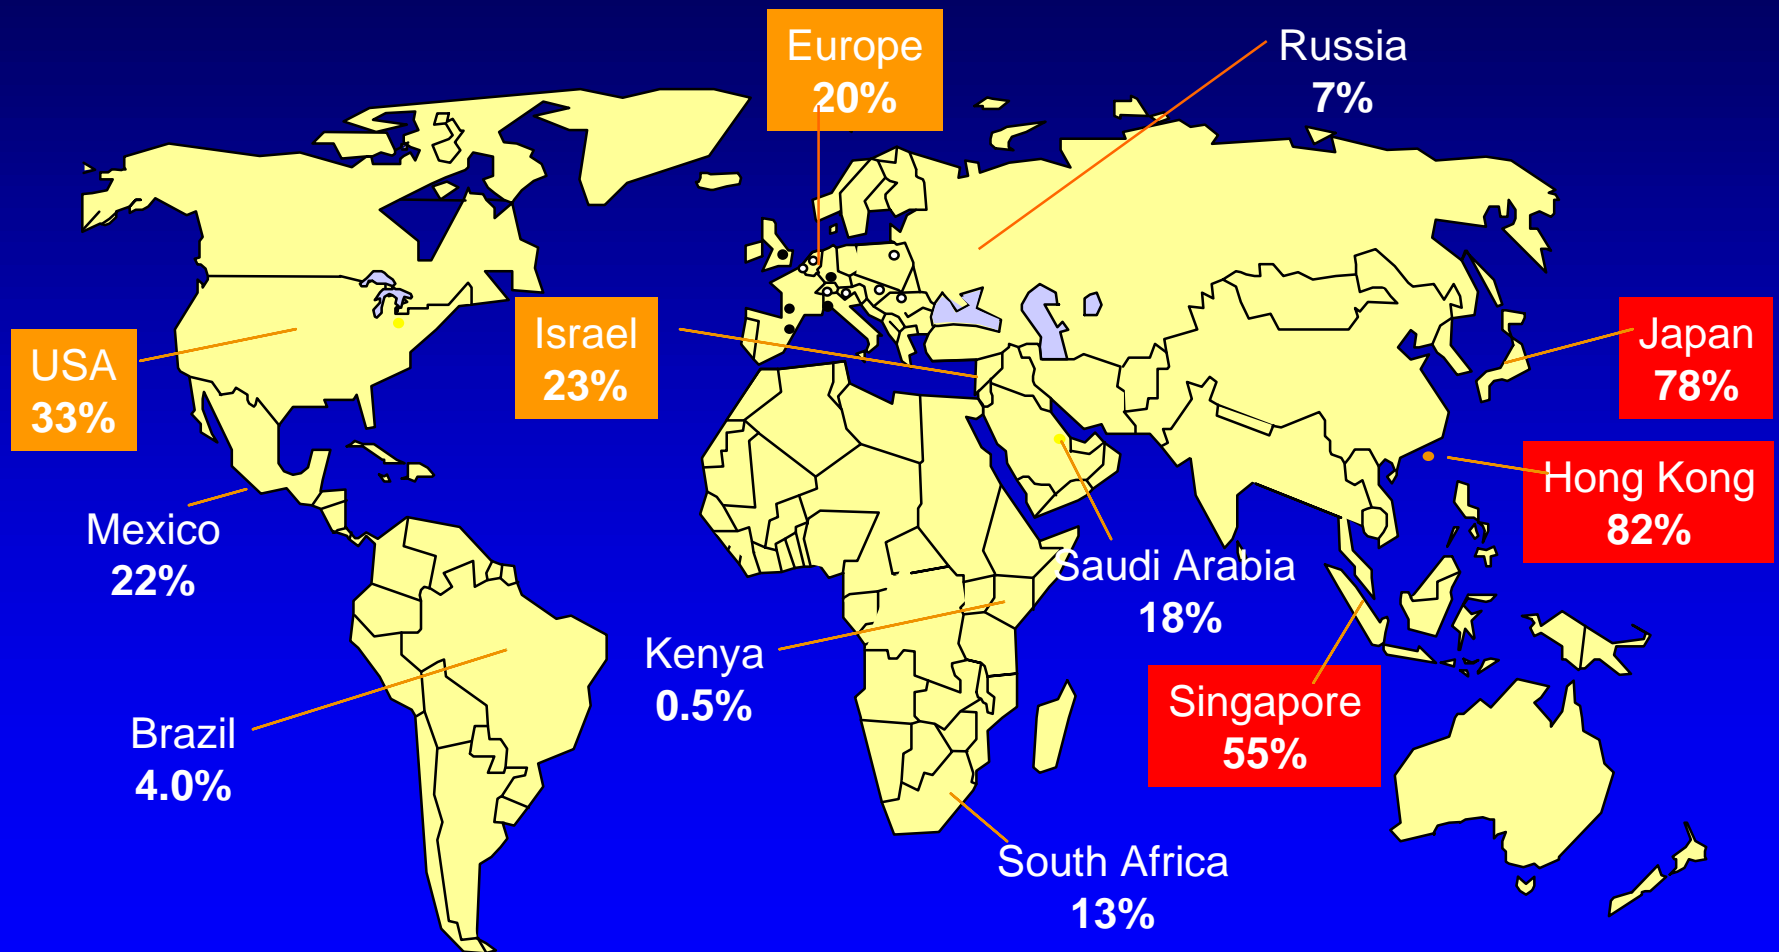 Europe
20%
Russia
7%
USA
33%
Israel
23%
Japan
78%
Hong Kong
82%
Mexico
22%
Saudi Arabia
18%
Kenya
0.5%
Singapore
55%
Brazil
4.0%
South Africa
13%